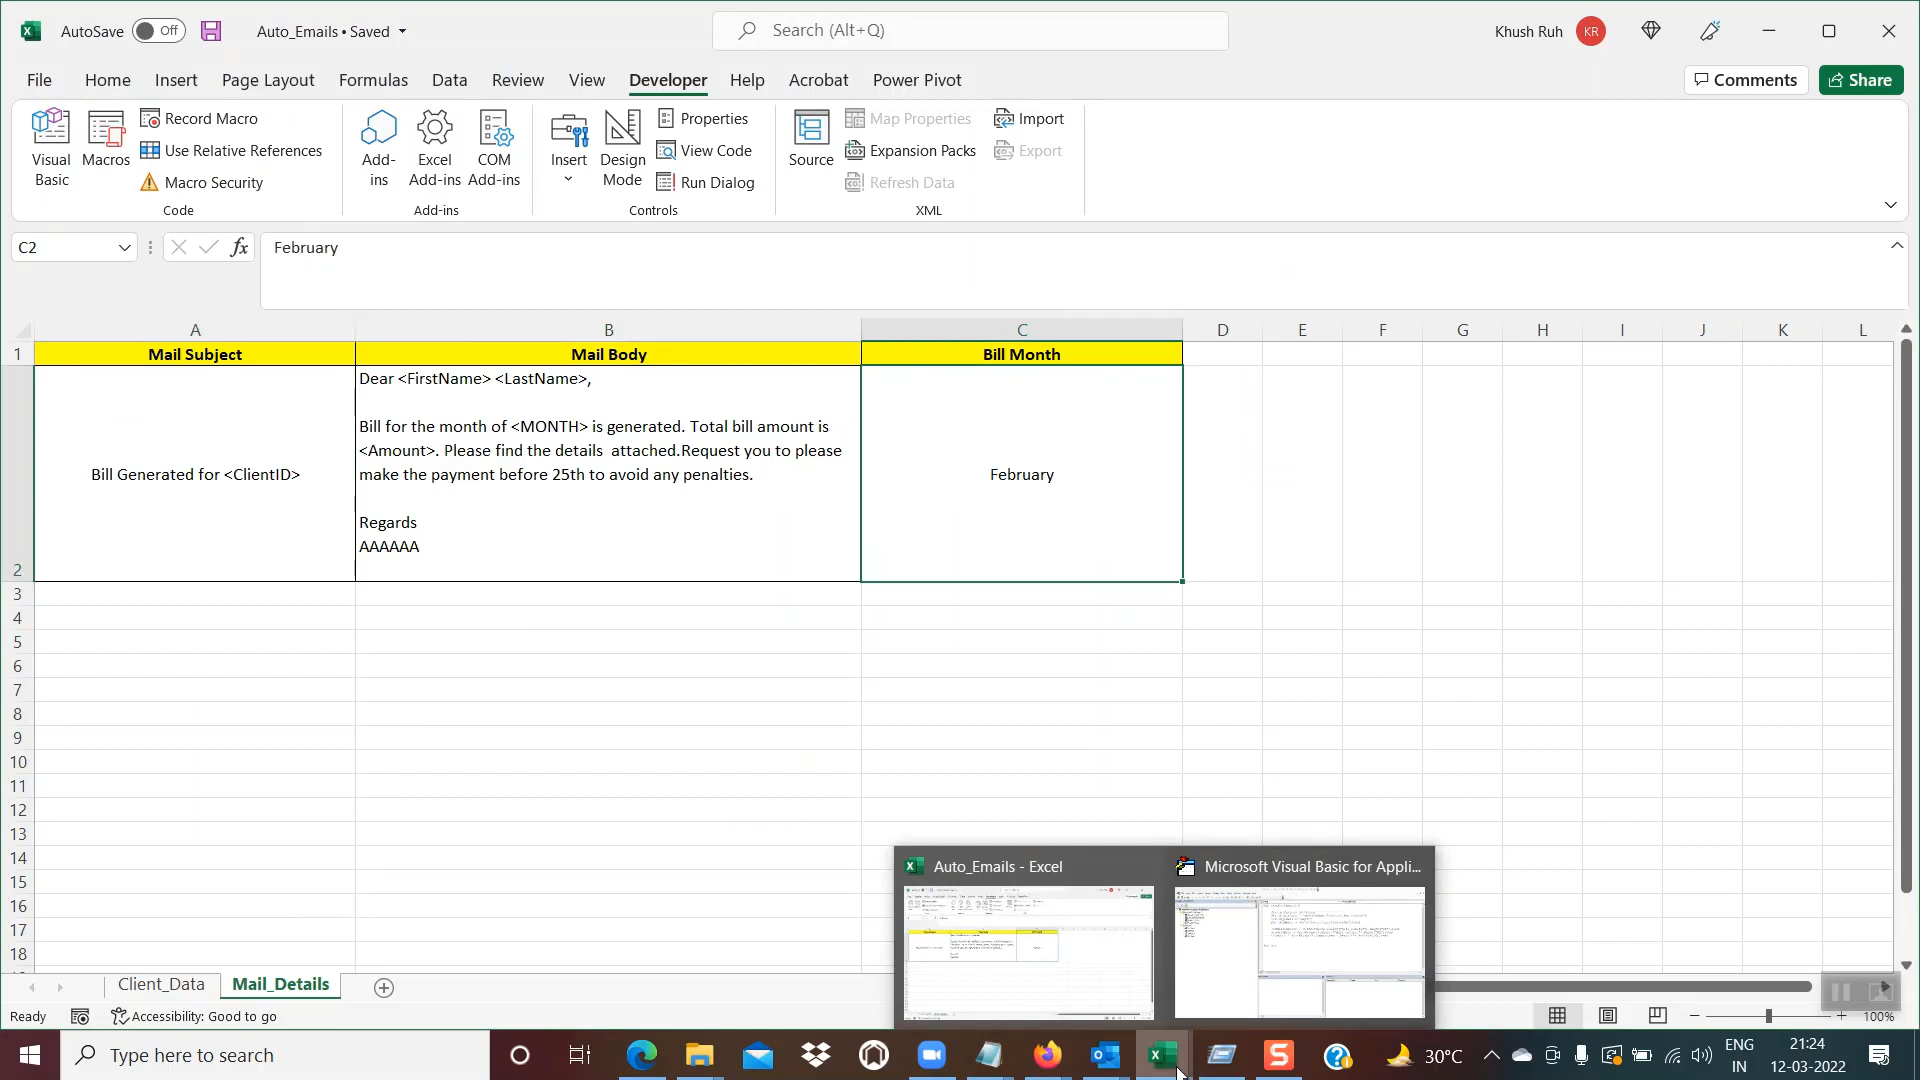 AutoSave Off Auto_Emails • Saved Search (Alt+Q) Khush Ruh KR
File Home Insert Page Layout Formulas Data Review View Developer Help Acrobat Power Pivot Comments Share
Visual Basic
Macros
Record Macro
Use Relative References
Macro Security
Code
Add-ins
Excel Add-ins
COM Add-ins
Add-ins
Insert
Design Mode
Properties
View Code
Run Dialog
Controls
Source
Map Properties
Expansion Packs
Refresh Data
Import
Export
XML
C2 fx February
A B C D E F G H I J K L
1 Mail Subject Mail Body Bill Month
Dear <FirstName> <LastName>,
Bill for the month of <MONTH> is generated. Total bill amount is
<Amount>. Please find the details  attached.Request you to please
make the payment before 25th to avoid any penalties.
Regards
AAAAAA
Bill Generated for <ClientID>
February
2
3
4
5
6
7
8
9
10
11
12
13
14
15
16
17
18
Auto_Emails - Excel
Microsoft Visual Basic for Appli...
Client_Data Mail_Details
Ready Accessibility: Good to go 100%
Type here to search 30°C ENG IN 21:24 12-03-2022